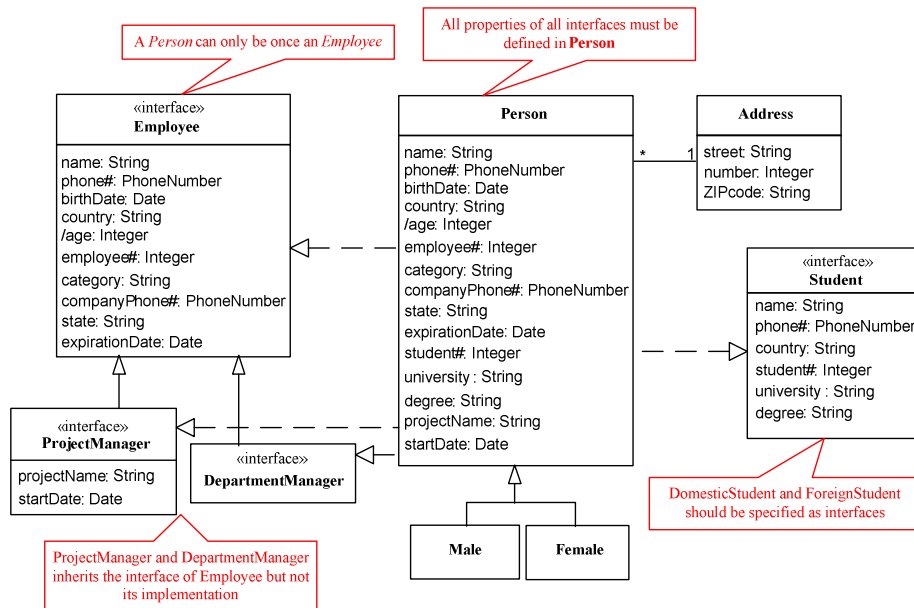 A Person can only be once an Employee
All properties of all interfaces must be
defined in Person
«interface»
Employee
name: String
phone#: PhoneNumber
birthDate: Date
country: String
/age: Integer
employee#: Integer
category: String
companyPhone#: PhoneNumber
state: String
expirationDate: Date
Person
name: String
phone#: PhoneNumber
birthDate: Date
country: String
/age: Integer
employee#: Integer
category: String
companyPhone#: PhoneNumber
state: String
expirationDate: Date
student#: Integer
university: String
degree: String
projectName: String
startDate: Date
* 1
Address
street: String
number: Integer
ZIPcode: String
«interface»
Student
name: String
phone#: PhoneNumber
country: String
student#: Integer
university: String
degree: String
«interface»
ProjectManager
projectName: String
startDate: Date
«interface»
DepartmentManager
Male
Female
DomesticStudent and ForeignStudent
should be specified as interfaces
ProjectManager and DepartmentManager
inherits the interface of Employee but not
its implementation